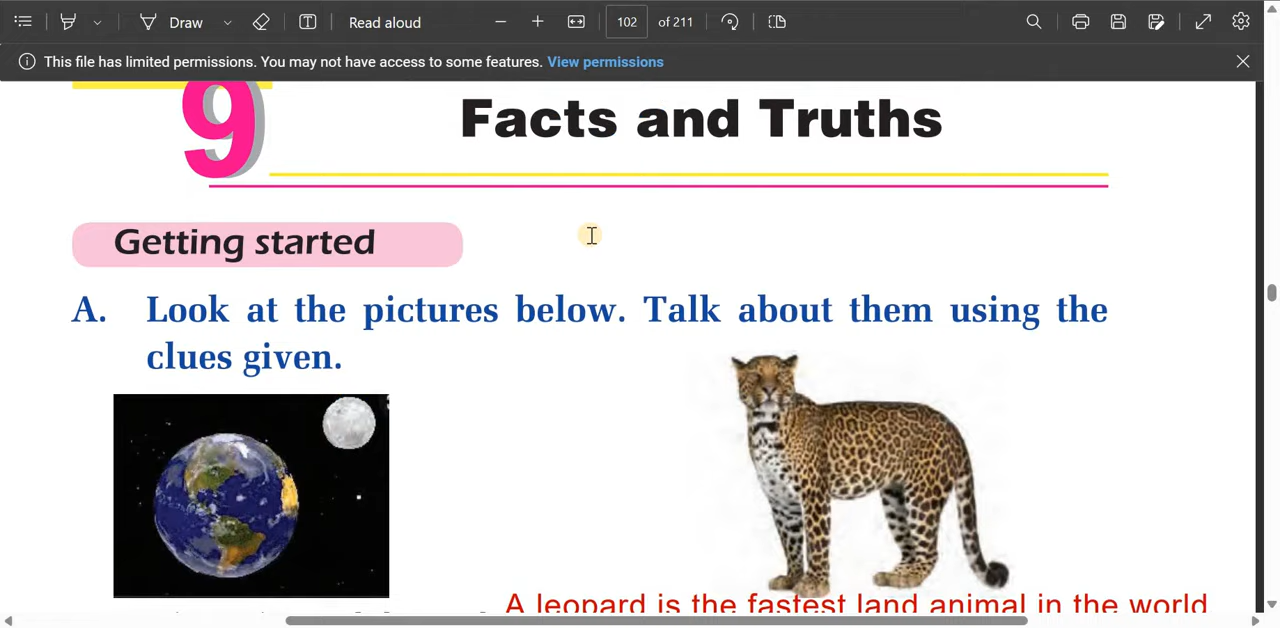 Draw
Read aloud
102 of 211
This file has limited permissions. You may not have access to some features. View permissions
9
Facts and Truths
Getting started
A. Look at the pictures below. Talk about them using the
clues given.
A leopard is the fastest land animal in the world